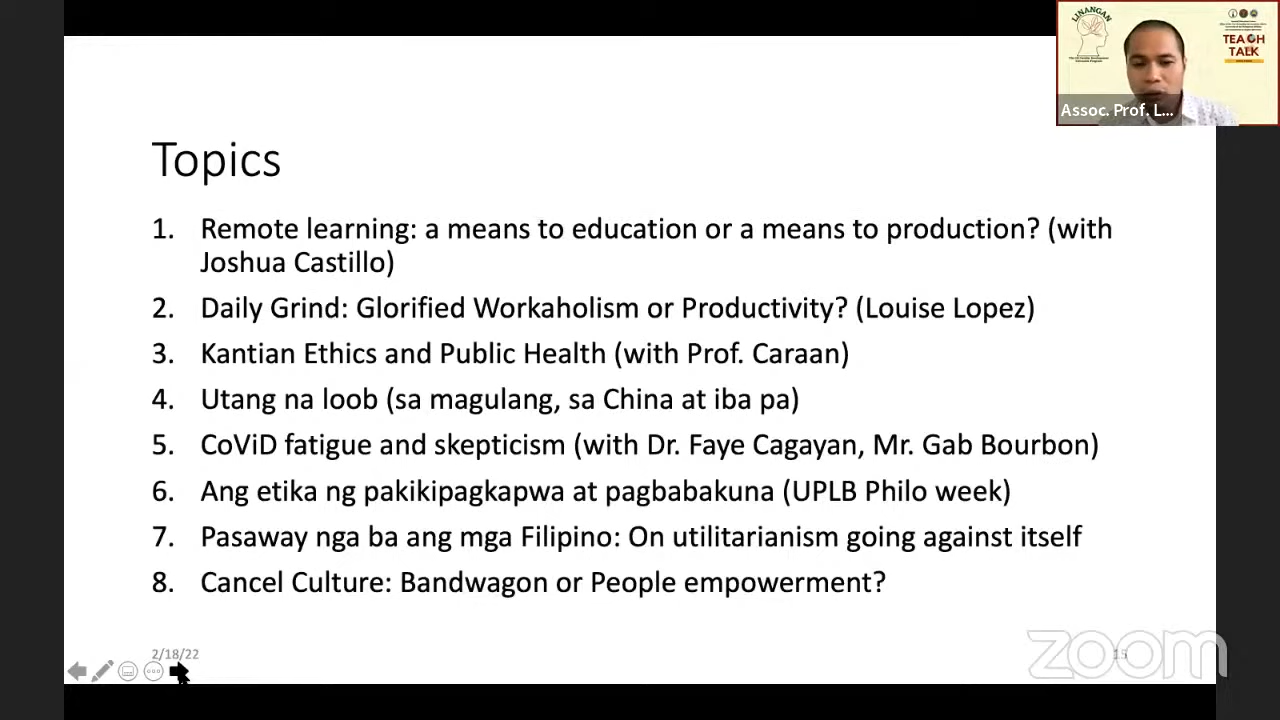 LINANGAN
TEACH
TALK
Assoc. Prof. L...
Topics
1. Remote learning: a means to education or a means to production? (with
Joshua Castillo)
2. Daily Grind: Glorified Workaholism or Productivity? (Louise Lopez)
3. Kantian Ethics and Public Health (with Prof. Caraan)
4. Utang na loob (sa magulang, sa China at iba pa)
5. CoViD fatigue and skepticism (with Dr. Faye Cagayan, Mr. Gab Bourbon)
6. Ang etika ng pakikipagkapwa at pagbabakuna (UPLB Philo week)
7. Pasaway nga ba ang mga Filipino: On utilitarianism going against itself
8. Cancel Culture: Bandwagon or People empowerment?
2/18/22
15
zoom